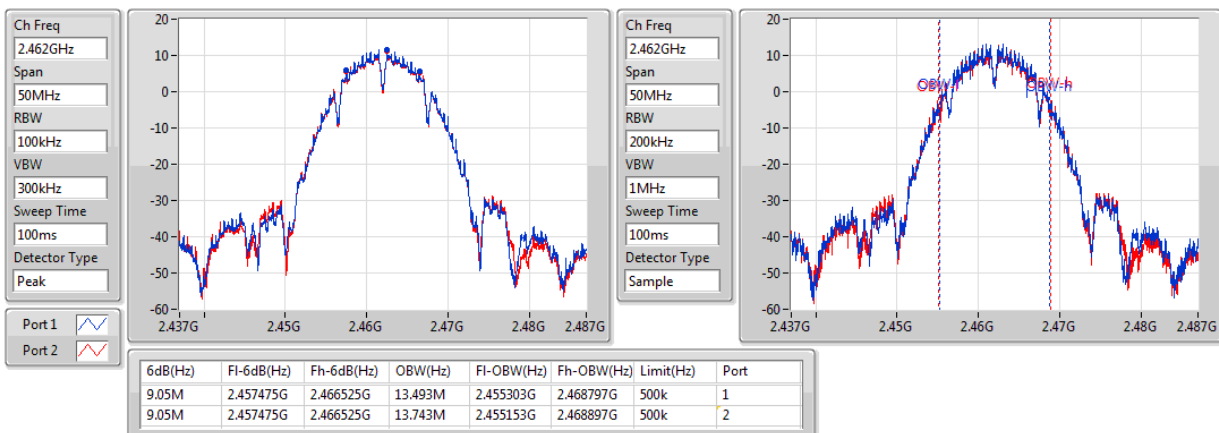 Ch Freq
2.462GHz
Span
50MHz
RBW
100kHz
VBW
300kHz
Sweep Time
100ms
Detector Type
Peak
Port 1
Port 2
20
10
0
-10
-20
-30
-40
-50
-60
2.437G 2.45G 2.46G 2.47G 2.48G 2.487G
Ch Freq
2.462GHz
Span
50MHz
RBW
200kHz
VBW
1MHz
Sweep Time
100ms
Detector Type
Sample
20
10
0
-10
-20
-30
-40
-50
-60
OBW-h
2.437G 2.45G 2.46G 2.47G 2.48G 2.487G
6dB(Hz) Fl-6dB(Hz) Fh-6dB(Hz) OBW(Hz) Fl-OBW(Hz) Fh-OBW(Hz) Limit(Hz) Port
9.05M 2.457475G 2.466525G 13.493M 2.455303G 2.468797G 500k 1
9.05M 2.457475G 2.466525G 13.743M 2.455153G 2.468897G 500k 2